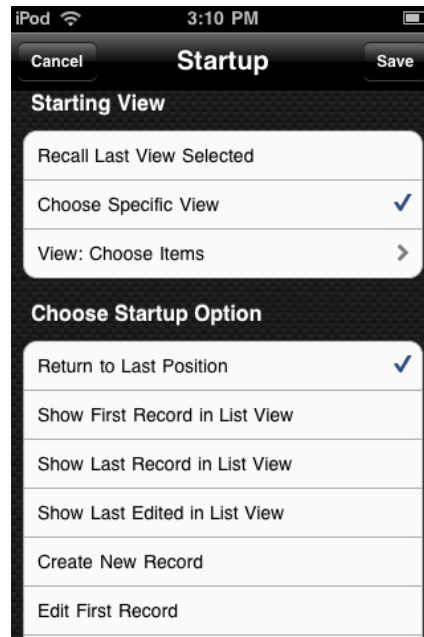 iPod 3:10 PM
Cancel Startup Save
Starting View
Recall Last View Selected
Choose Specific View
View: Choose Items
Choose Startup Option
Return to Last Position
Show First Record in List View
Show Last Record in List View
Show Last Edited in List View
Create New Record
Edit First Record